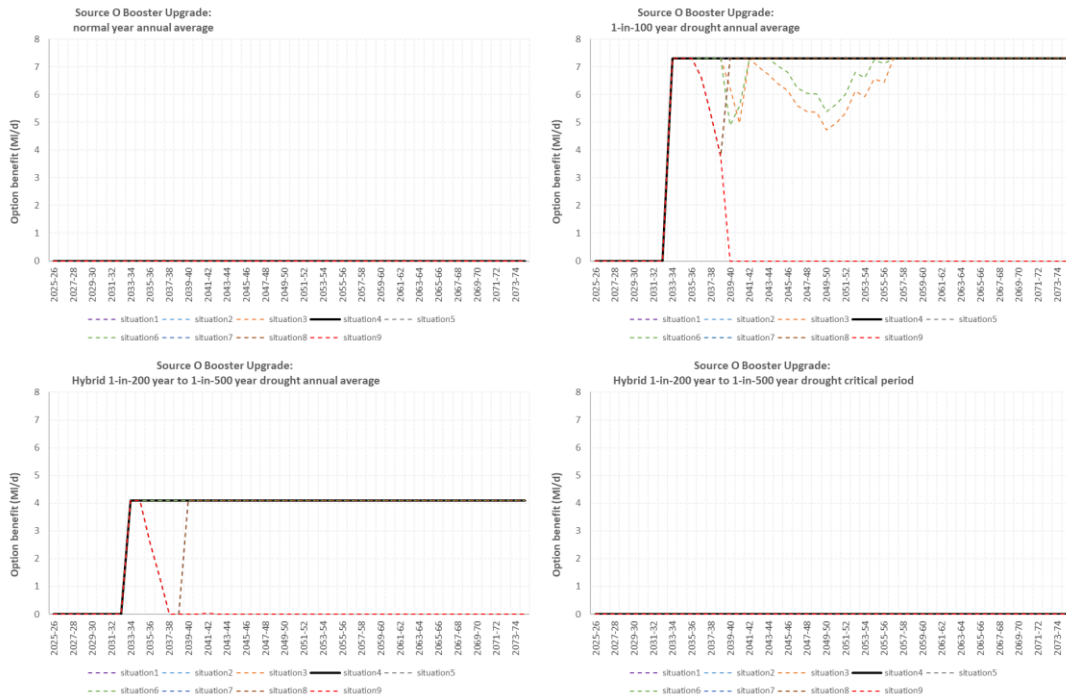 Source O Booster Upgrade:
normal year annual average
Option benefit (Ml/d)
8
7
6
5
4
3
2
1
0
2025-26 2027-28 2029-30 2031-32 2033-34 2035-36 2037-38 2039-40 2041-42 2043-44 2045-46 2047-48 2049-50 2051-52 2053-54 2055-56 2057-58 2059-60 2061-62 2063-64 2065-66 2067-68 2069-70 2071-72 2073-74
situation1 situation2 situation3 situation4 situation5
situation6 situation7 situation8 situation9
Source O Booster Upgrade:
1-in-100 year drought annual average
Option benefit (Ml/d)
8
7
6
5
4
3
2
1
0
2025-26 2027-28 2029-30 2031-32 2033-34 2035-36 2037-38 2039-40 2041-42 2043-44 2045-46 2047-48 2049-50 2051-52 2053-54 2055-56 2057-58 2059-60 2061-62 2063-64 2065-66 2067-68 2069-70 2071-72 2073-74
situation1 situation2 situation3 situation4 situation5
situation6 situation7 situation8 situation9
Source O Booster Upgrade:
Hybrid 1-in-200 year to 1-in-500 year drought annual average
Option benefit (Ml/d)
8
7
6
5
4
3
2
1
0
2025-26 2027-28 2029-30 2031-32 2033-34 2035-36 2037-38 2039-40 2041-42 2043-44 2045-46 2047-48 2049-50 2051-52 2053-54 2055-56 2057-58 2059-60 2061-62 2063-64 2065-66 2067-68 2069-70 2071-72 2073-74
situation1 situation2 situation3 situation4 situation5
situation6 situation7 situation8 situation9
Source O Booster Upgrade:
Hybrid 1-in-200 year to 1-in-500 year drought critical period
Option benefit (Ml/d)
8
7
6
5
4
3
2
1
0
2025-26 2027-28 2029-30 2031-32 2033-34 2035-36 2037-38 2039-40 2041-42 2043-44 2045-46 2047-48 2049-50 2051-52 2053-54 2055-56 2057-58 2059-60 2061-62 2063-64 2065-66 2067-68 2069-70 2071-72 2073-74
situation1 situation2 situation3 situation4 situation5
situation6 situation7 situation8 situation9